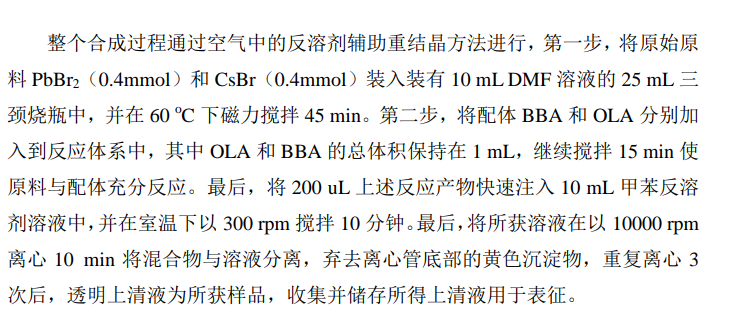 整个合成过程通过空气中的反溶剂辅助重结晶方法进行，第一步，将原始原
料 PbBr₂（0.4mmol）和 CsBr（0.4mmol）装入装有 10 mL DMF 溶液的 25 mL 三
颈烧瓶中，并在 60 ºC 下磁力搅拌 45 min。第二步，将配体 BBA 和 OLA 分别加
入到反应体系中，其中 OLA 和 BBA 的总体积保持在 1 mL，继续搅拌 15 min 使
原料与配体充分反应。最后，将 200 uL 上述反应产物快速注入 10 mL 甲苯反溶
剂溶液中，并在室温下以 300 rpm 搅拌 10 分钟。最后，将所获溶液在以 10000 rpm
离心 10 min 将混合物与溶液分离，弃去离心管底部的黄色沉淀物，重复离心 3
次后，透明上清液为所获样品，收集并储存所得上清液用于表征。